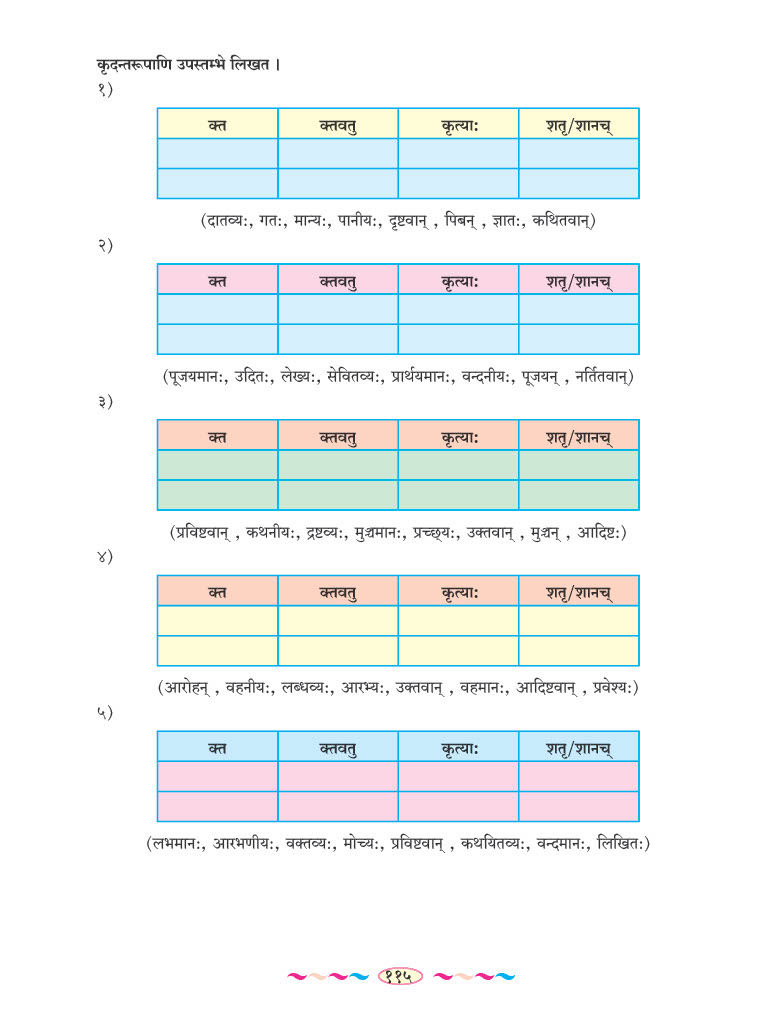 कृदन्तरूपाणि उपस्तम्भे लिखत ।
१)
क्त क्तवतु कृत्याः शतृ/शानच्
(दातव्यः, गतः, मान्यः, पानीयः, दृष्टवान् , पिबन् , ज्ञातः, कथितवान्)
२)
क्त क्तवतु कृत्याः शतृ/शानच्
(पूजयमानः, उदितः, लेख्यः, सेवितव्यः, प्रार्थयमानः, वन्दनीयः, पूजयन् , नर्तितवान्)
३)
क्त क्तवतु कृत्याः शतृ/शानच्
(प्रविष्टवान् , कथनीयः, द्रष्टव्यः, मुञ्चमानः, प्रच्छ्यः, उक्तवान् , मुञ्चन् , आदिष्टः)
४)
क्त क्तवतु कृत्याः शतृ/शानच्
(आरोहन् , वहनीयः, लब्धव्यः, आरभ्यः, उक्तवान् , वहमानः, आदिष्टवान् , प्रवेश्यः)
५)
क्त क्तवतु कृत्याः शतृ/शानच्
(लभमानः, आरभणीयः, वक्तव्यः, मोच्यः, प्रविष्टवान् , कथयितव्यः, वन्दमानः, लिखितः)
११५